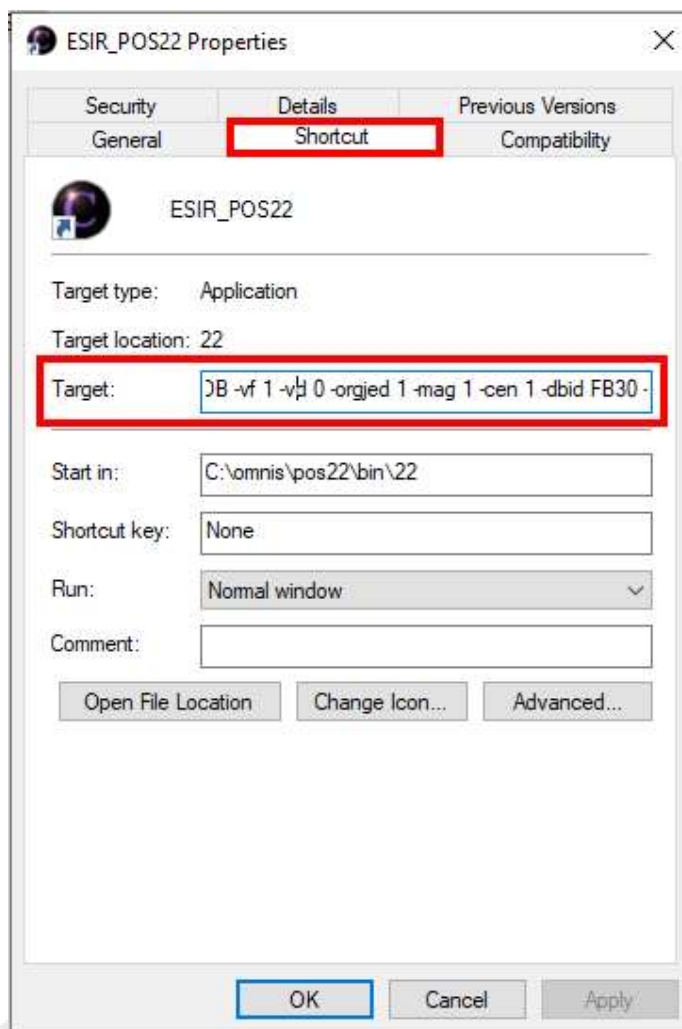 ESIR_POS22 Properties
Security Details Previous Versions
General Shortcut Compatibility
ESIR_POS22
Target type: Application
Target location: 22
Target: DB -vf 1 -vd 0 -orgjed 1 -mag 1 -cen 1 -dbid FB30 -
Start in: C:\omnis\pos22\bin\22
Shortcut key: None
Run: Normal window
Comment:
Open File Location Change Icon... Advanced...
OK Cancel Apply